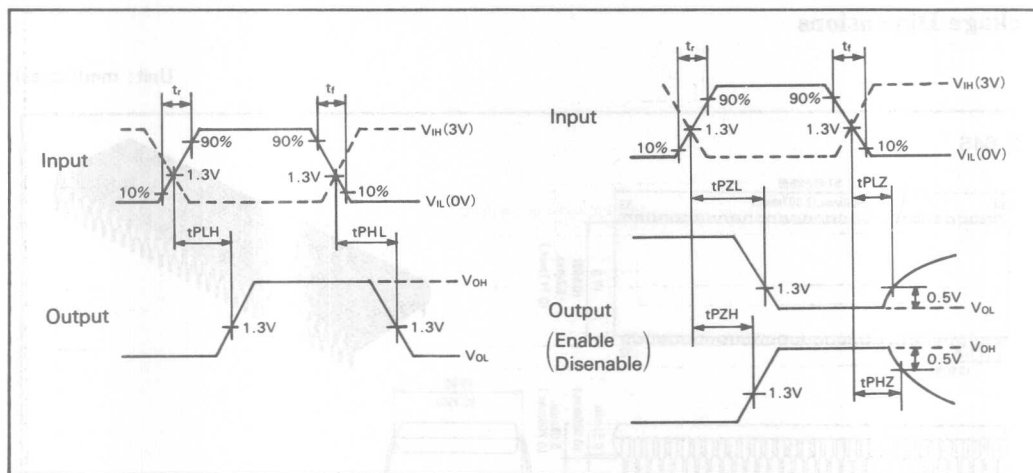 ckage Dimensions
tr
tf
Input
90%
90%
VIH(3V)
1.3V
1.3V
10%
10%
VIL(0V)
tPLH
tPHL
Output
VOH
1.3V
1.3V
VOL
tr
tf
Input
90%
90%
VIH(3V)
1.3V
1.3V
10%
10%
VIL(0V)
tPZL
tPLZ
1.3V
0.5V
VOL
Output
(Enable
Disenable)
tPZH
VOH
0.5V
1.3V
tPHZ